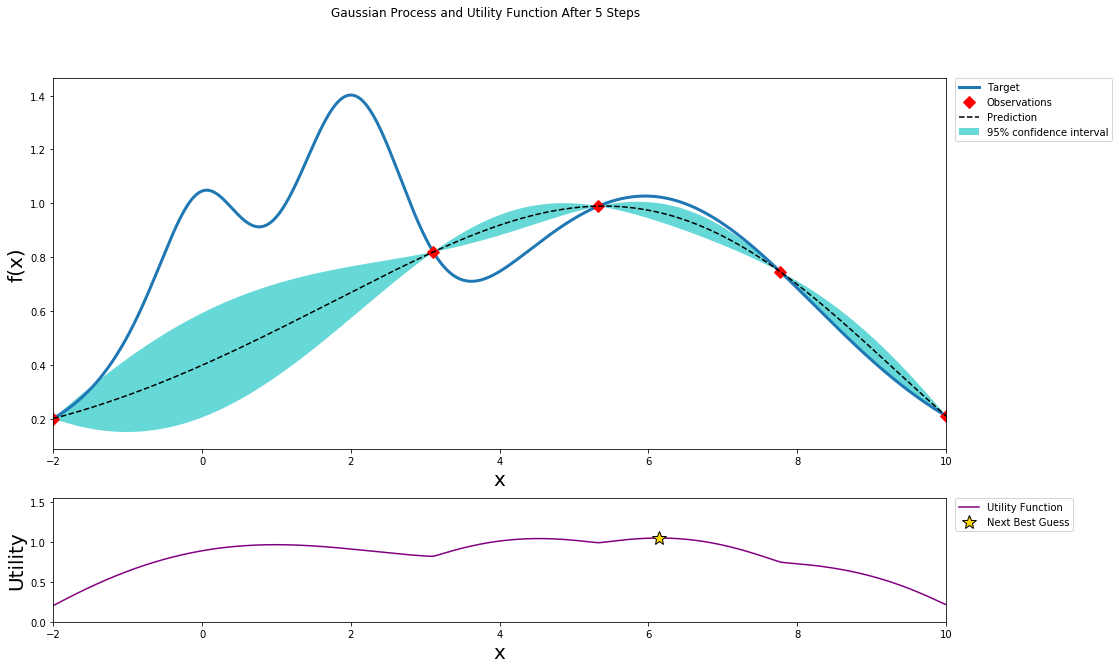 Gaussian Process and Utility Function After 5 Steps
1.4
1.2
1.0
0.8
0.6
0.4
0.2
f(x)
−2
0
2
4
6
8
10
x
Target
Observations
Prediction
95% confidence interval
1.5
1.0
0.5
0.0
Utility
−2
0
2
4
6
8
10
x
Utility Function
Next Best Guess